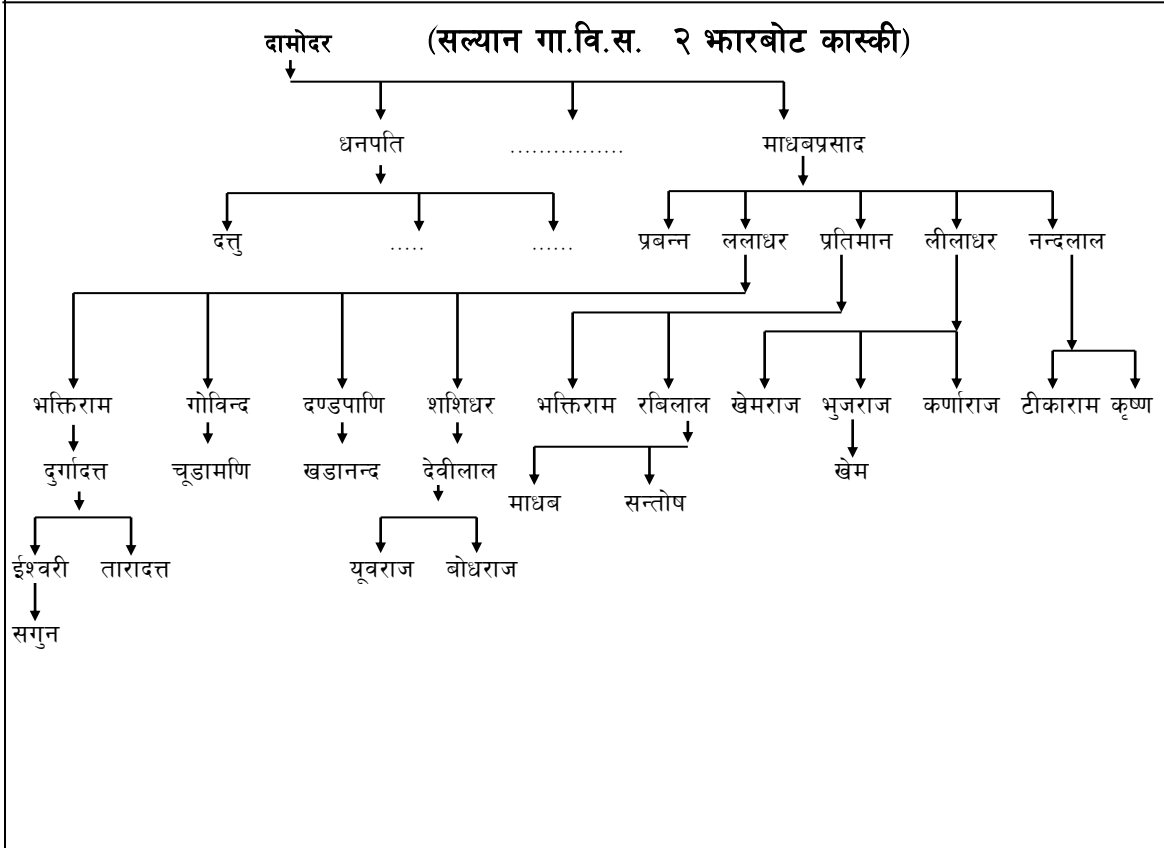 दामोदर (सल्यान गा.वि.स. २ झारबोट कास्की)
धनपति ................ माधबप्रसाद
दत्तु ..... ...... प्रबन्न ललाधर प्रतिमान लीलाधर नन्दलाल
भक्तिराम गोविन्द दण्डपाणि शशिधर भक्तिराम रबिलाल खेमराज भुजराज कर्णाराज टीकाराम कृष्ण
दुर्गादत्त चूडामणि खडानन्द देवीलाल खेम
माधब सन्तोष
ईश्वरी तारादत्त यूवराज बोधराज
सगुन